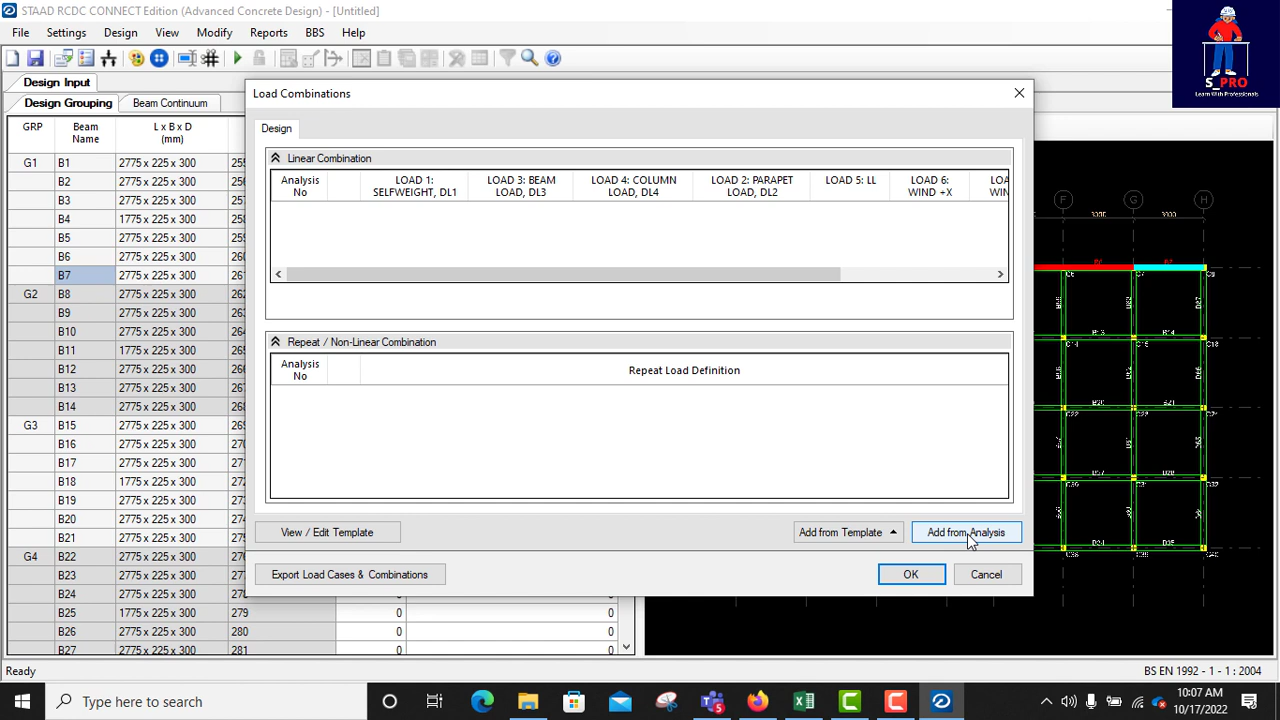 STAAD RCDC CONNECT Edition (Advanced Concrete Design) - [Untitled]
File Settings Design View Modify Reports BBS Help
S_PRO
Learn With Professionals
Design Input
Design Grouping Beam Continuum
GRP Beam Name L x B x D (mm)
G1 B1 2775 x 225 x 300
B2 2775 x 225 x 300
B3 2775 x 225 x 300
B4 1775 x 225 x 300
B5 2775 x 225 x 300
B6 2775 x 225 x 300
B7 2775 x 225 x 300
G2 B8 2775 x 225 x 300
B9 2775 x 225 x 300
B10 2775 x 225 x 300
B11 1775 x 225 x 300
B12 2775 x 225 x 300
B13 2775 x 225 x 300
B14 2775 x 225 x 300
G3 B15 2775 x 225 x 300
B16 2775 x 225 x 300
B17 2775 x 225 x 300
B18 1775 x 225 x 300
B19 2775 x 225 x 300
B20 2775 x 225 x 300
B21 2775 x 225 x 300
G4 B22 2775 x 225 x 300
B23 2775 x 225 x 300
B24 2775 x 225 x 300
B25 1775 x 225 x 300 279 0 0
B26 2775 x 225 x 300 280 0 0
B27 2775 x 225 x 300 281 0 0
Load Combinations
Design
Linear Combination
Analysis No
LOAD 1: SELFWEIGHT, DL1
LOAD 3: BEAM LOAD, DL3
LOAD 4: COLUMN LOAD, DL4
LOAD 2: PARAPET LOAD, DL2
LOAD 5: LL
LOAD 6: WIND +X
Repeat / Non-Linear Combination
Analysis No
Repeat Load Definition
View / Edit Template
Add from Template
Add from Analysis
Export Load Cases & Combinations
OK
Cancel
F G H
Ready
BS EN 1992 - 1 - 1 : 2004
Type here to search
10:07 AM
10/17/2022